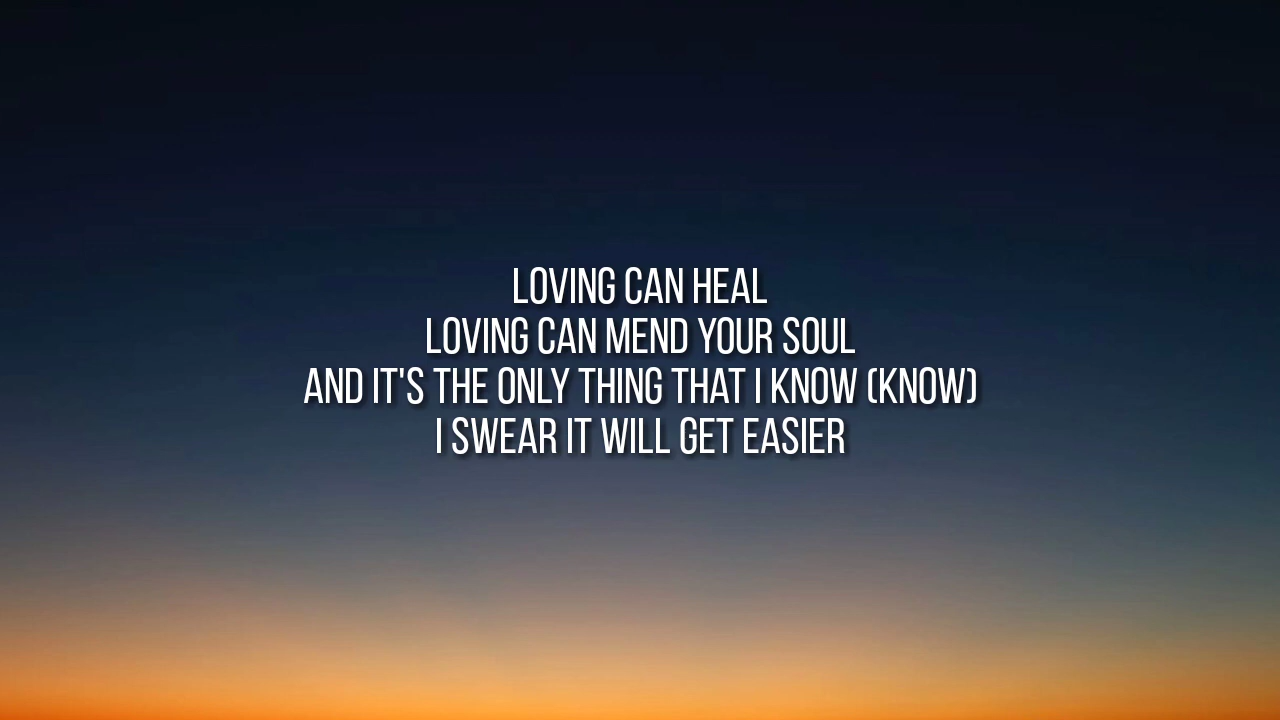 LOVING CAN HEAL
LOVING CAN MEND YOUR SOUL
AND IT'S THE ONLY THING THAT I KNOW (KNOW)
I SWEAR IT WILL GET EASIER